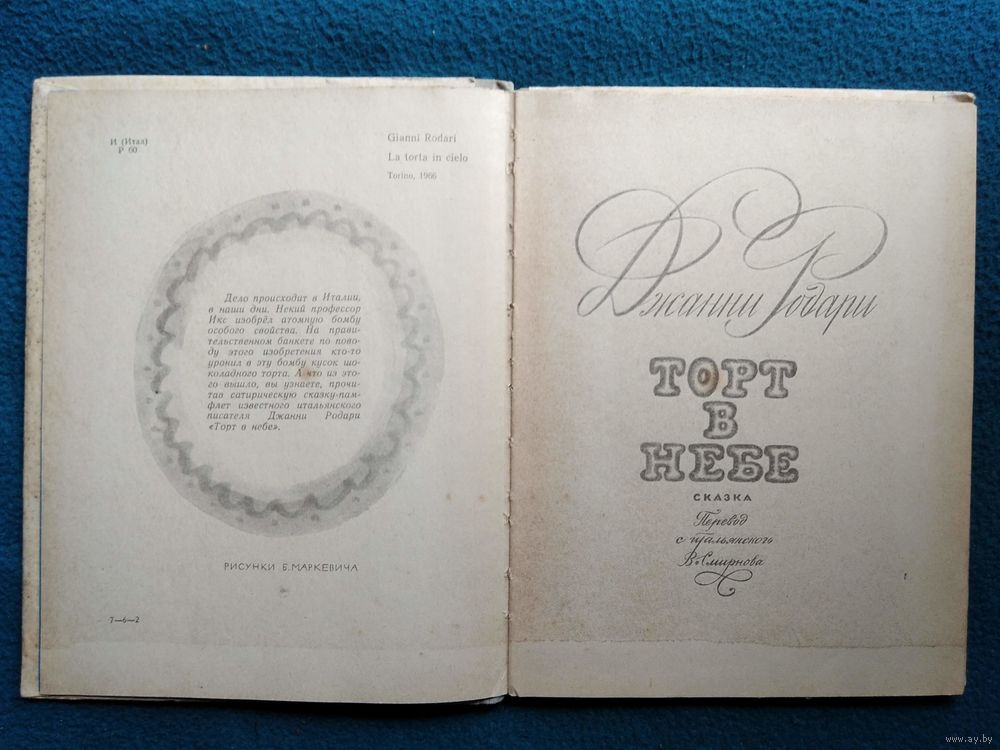 И (Итал)
Р 60
Gianni Rodari
La torta in cielo
Torino, 1966
Дело происходит в Италии,
в наши дни. Некий профессор
Икс изобрёл атомную бомбу
особого свойства. На прави-
тельственном банкете по пово-
ду этого изобретения кто-то
уронил в эту бомбу кусок шо-
коладного торта. А что из это-
го вышло, вы узнаете, прочи-
тав сатирическую сказку-пам-
флет известного итальянского
писателя Джанни Родари
«Торт в небе».
РИСУНКИ Б. МАРКЕВИЧА
7—6—2
Джанни Родари
ТОРТ
В
НЕБЕ
СКАЗКА
Перевод
с итальянского
В. Смирнова
www.ay.by